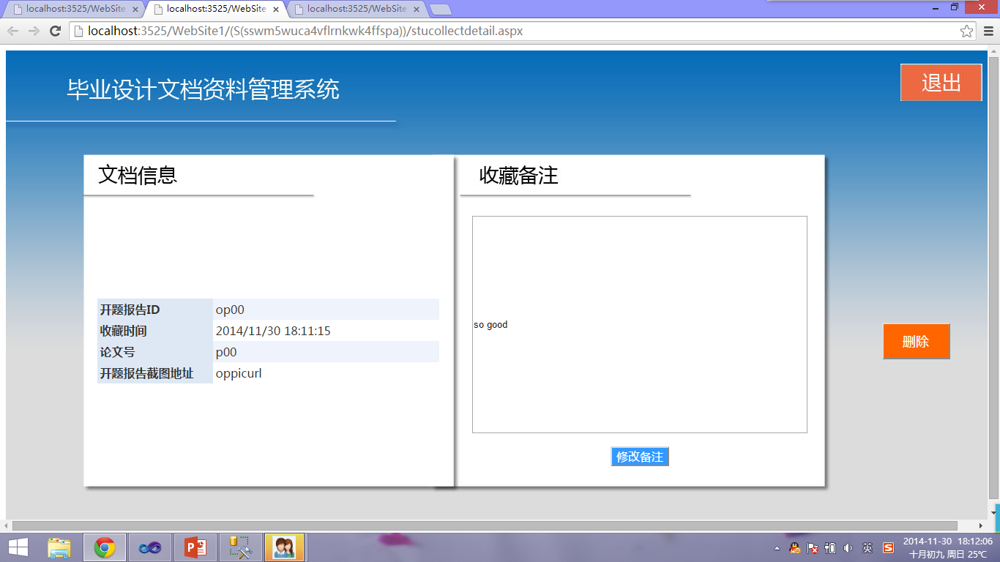 localhost:3525/WebSite
localhost:3525/WebSite
localhost:3525/WebSite
localhost:3525/WebSite1/(S(sswm5wuca4vflrnkwk4ffspa))/stucollectdetail.aspx
毕业设计文档资料管理系统
退出
文档信息
收藏备注
开题报告ID op00
收藏时间 2014/11/30 18:11:15
论文号 p00
开题报告截图地址 oppicurl
so good
删除
修改备注
英
2014-11-30 18:12:06
十月初九 周日 25℃